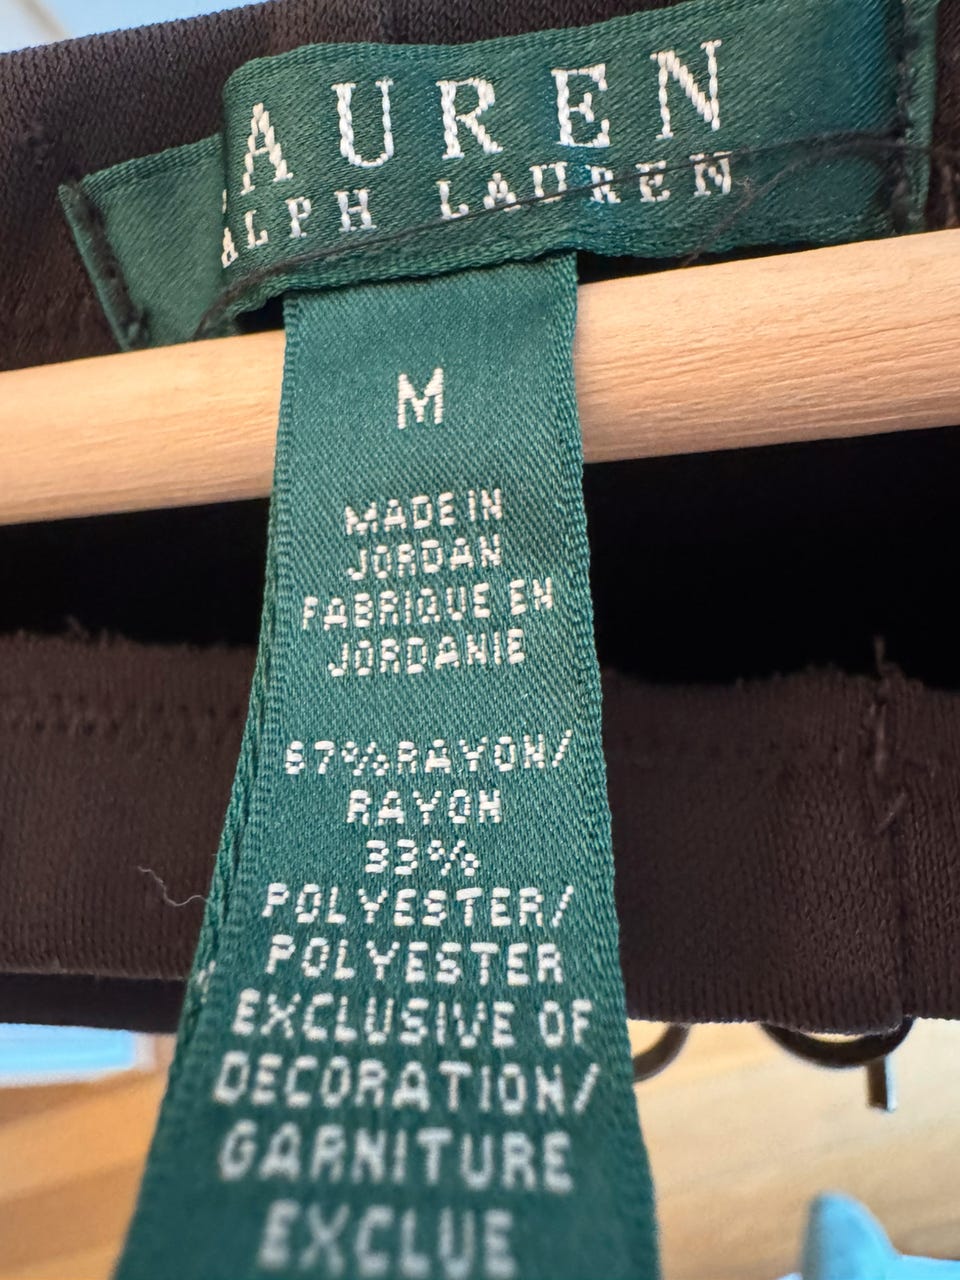 AUREN
ALPH LAUREN
M
MADE IN
JORDAN
FABRIQUE EN
JORDANIE
67% RAYON/
RAYON
33%
POLYESTER/
POLYESTER
EXCLUSIVE OF
DECORATION/
GARNITURE
EXCLUE